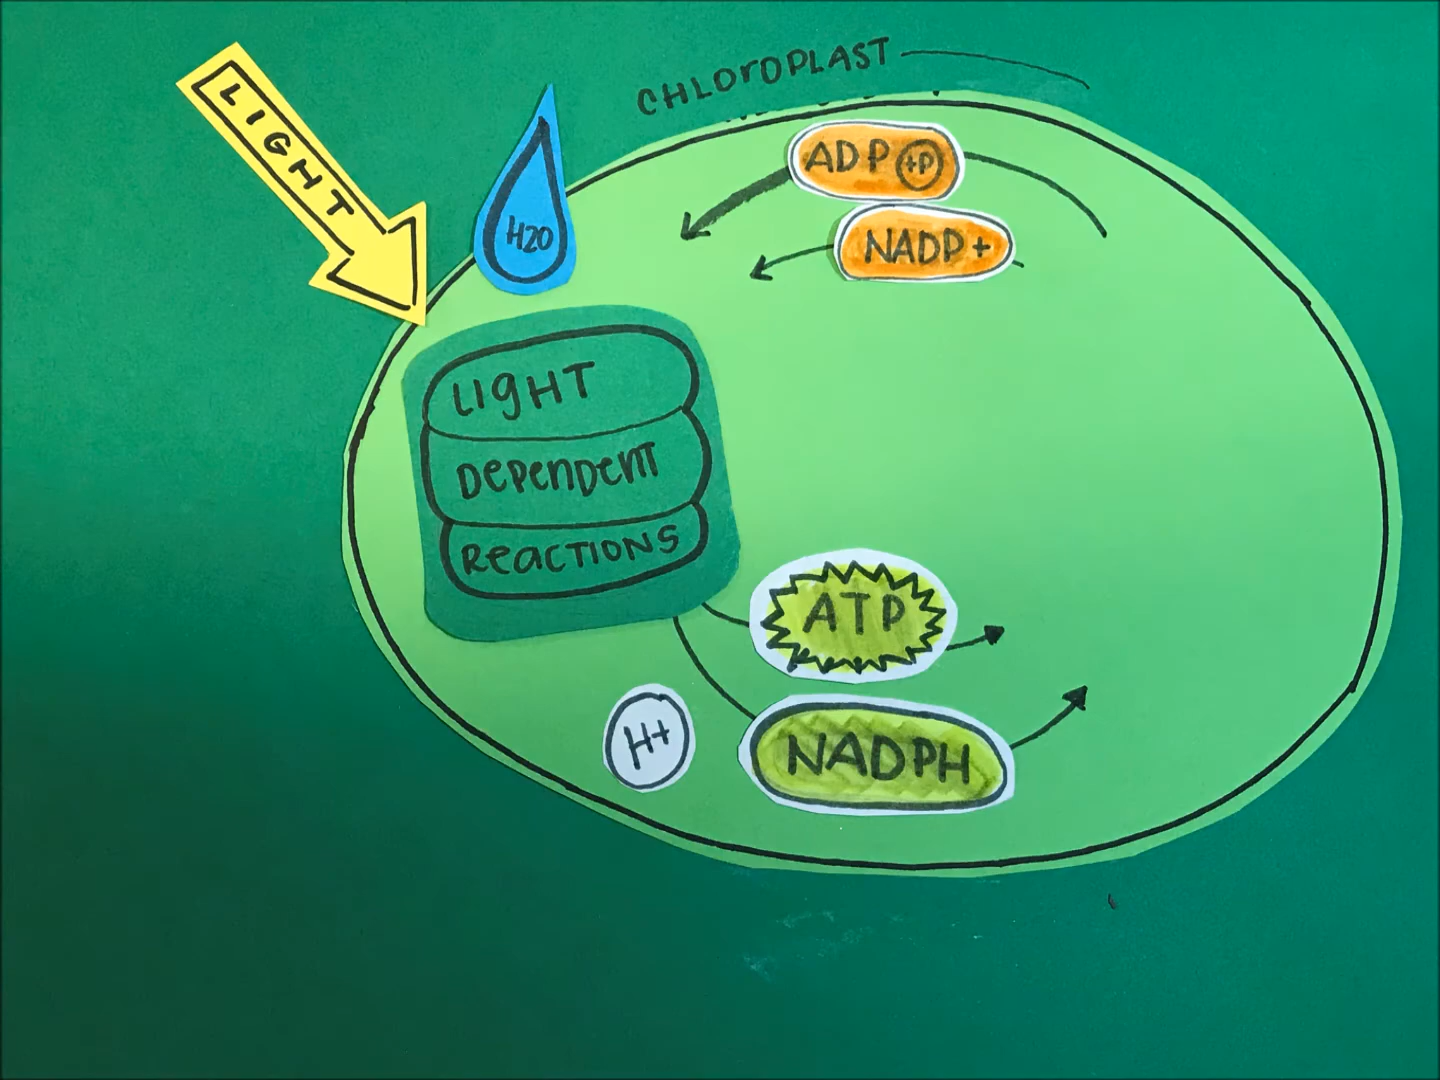 LIGHT
CHLOROPLAST
H2O
ADP +P
NADP+
LIGHT
DEPENDENT
REACTIONS
ATP
H+
NADPH